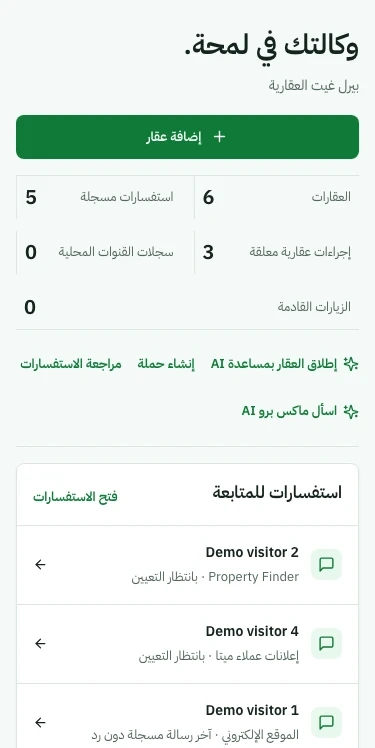 وكالتك في لمحة.
بيرل غيت العقارية
إضافة عقار
العقارات 6 استفسارات مسجلة 5
إجراءات عقارية معلقة 3 سجلات القنوات المحلية 0
الزيارات القادمة 0
إطلاق العقار بمساعدة AI إنشاء حملة مراجعة الاستفسارات
اسأل ماكس برو AI
استفسارات للمتابعة فتح الاستفسارات
Demo visitor 2
Property Finder · بانتظار التعيين
Demo visitor 4
إعلانات عملاء ميتا · بانتظار التعيين
Demo visitor 1
الموقع الإلكتروني · آخر رسالة مسجلة دون رد